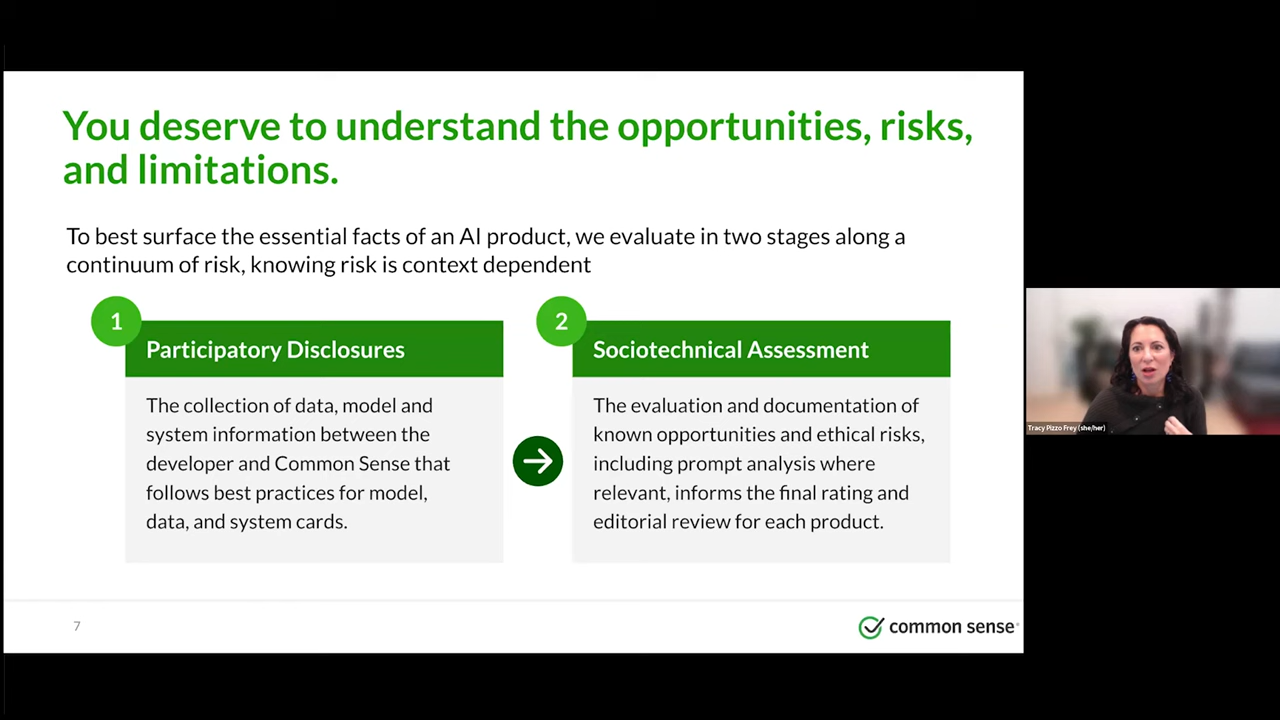 You deserve to understand the opportunities, risks,
and limitations.
To best surface the essential facts of an AI product, we evaluate in two stages along a
continuum of risk, knowing risk is context dependent
1
Participatory Disclosures
The collection of data, model and
system information between the
developer and Common Sense that
follows best practices for model,
data, and system cards.
2
Sociotechnical Assessment
The evaluation and documentation of
known opportunities and ethical risks,
including prompt analysis where
relevant, informs the final rating and
editorial review for each product.
7
common sense
Tracy Pizzo Frey (she/her)